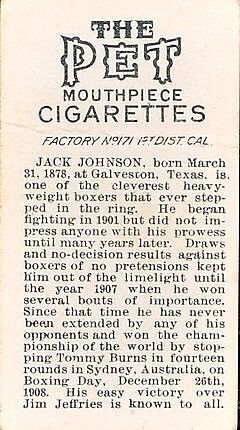 THE
PET
MOUTHPIECE
CIGARETTES
FACTORY Nº 171 1ST DIST. CAL.
JACK JOHNSON, born March
31, 1878, at Galveston, Texas, is
one of the cleverest heavy-
weight boxers that ever step-
ped in the ring. He began
fighting in 1901 but did not im-
press anyone with his prowess
until many years later. Draws
and no-decision results against
boxers of no pretensions kept
him out of the limelight until
the year 1907 when he won
several bouts of importance.
Since that time he has never
been extended by any of his
opponents and won the cham-
pionship of the world by stop-
ping Tommy Burns in fourteen
rounds in Sydney, Australia, on
Boxing Day, December 26th,
1908. His easy victory over
Jim Jeffries is known to all.